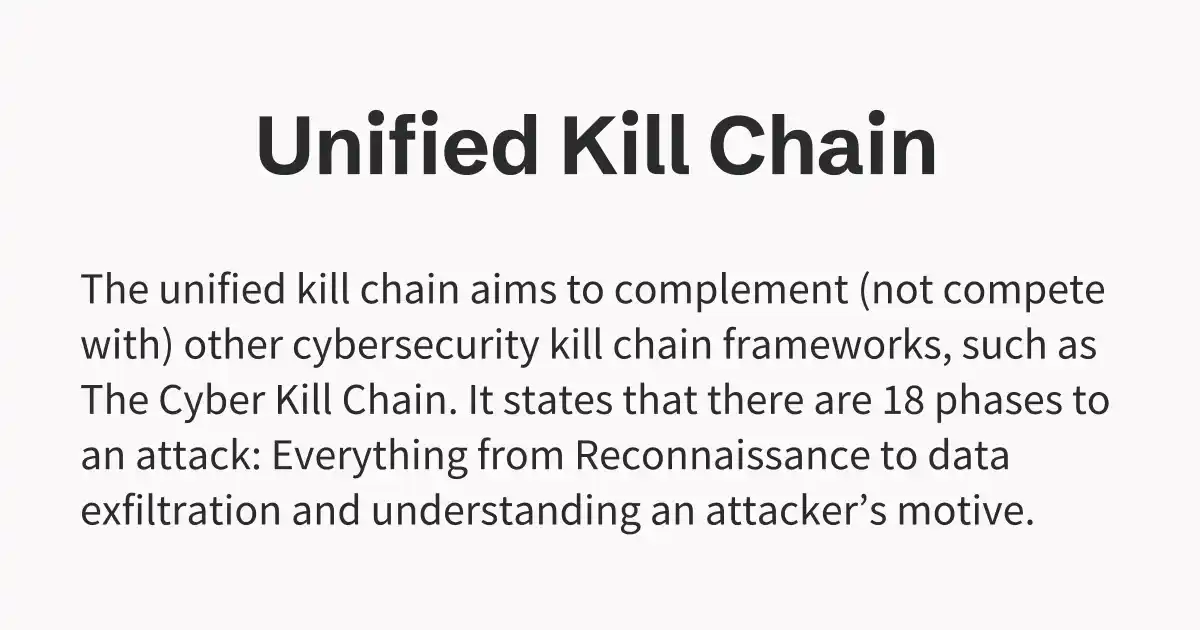 Unified Kill Chain
The unified kill chain aims to complement (not compete
with) other cybersecurity kill chain frameworks, such as
The Cyber Kill Chain. It states that there are 18 phases to
an attack: Everything from Reconnaissance to data
exfiltration and understanding an attacker’s motive.